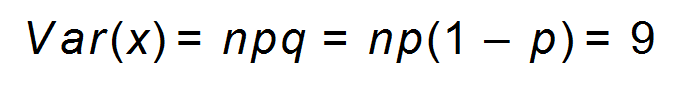 Var(x) = npq = np(1 – p) = 9